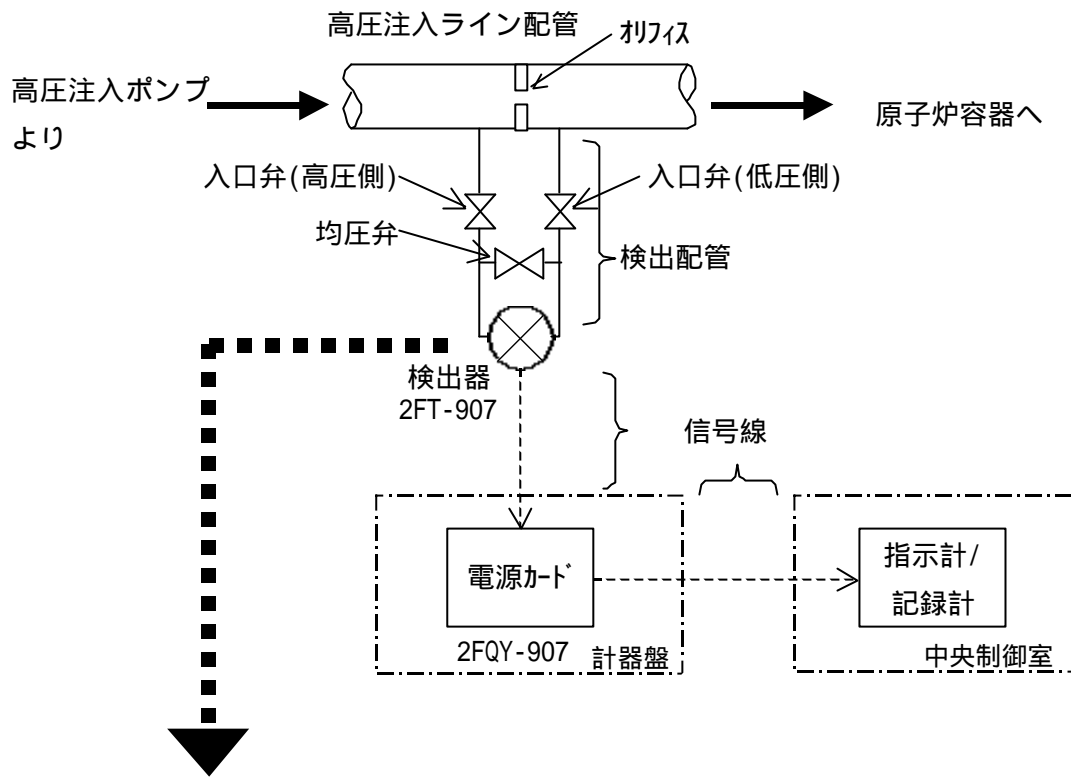 高圧注入ライン配管
オリフィス
高圧注入ポンプ
より
原子炉容器へ
入口弁(高圧側)
入口弁(低圧側)
均圧弁
検出配管
検出器
2FT-907
信号線
電源カード
指示計/
記録計
2FQY-907
計器盤
中央制御室